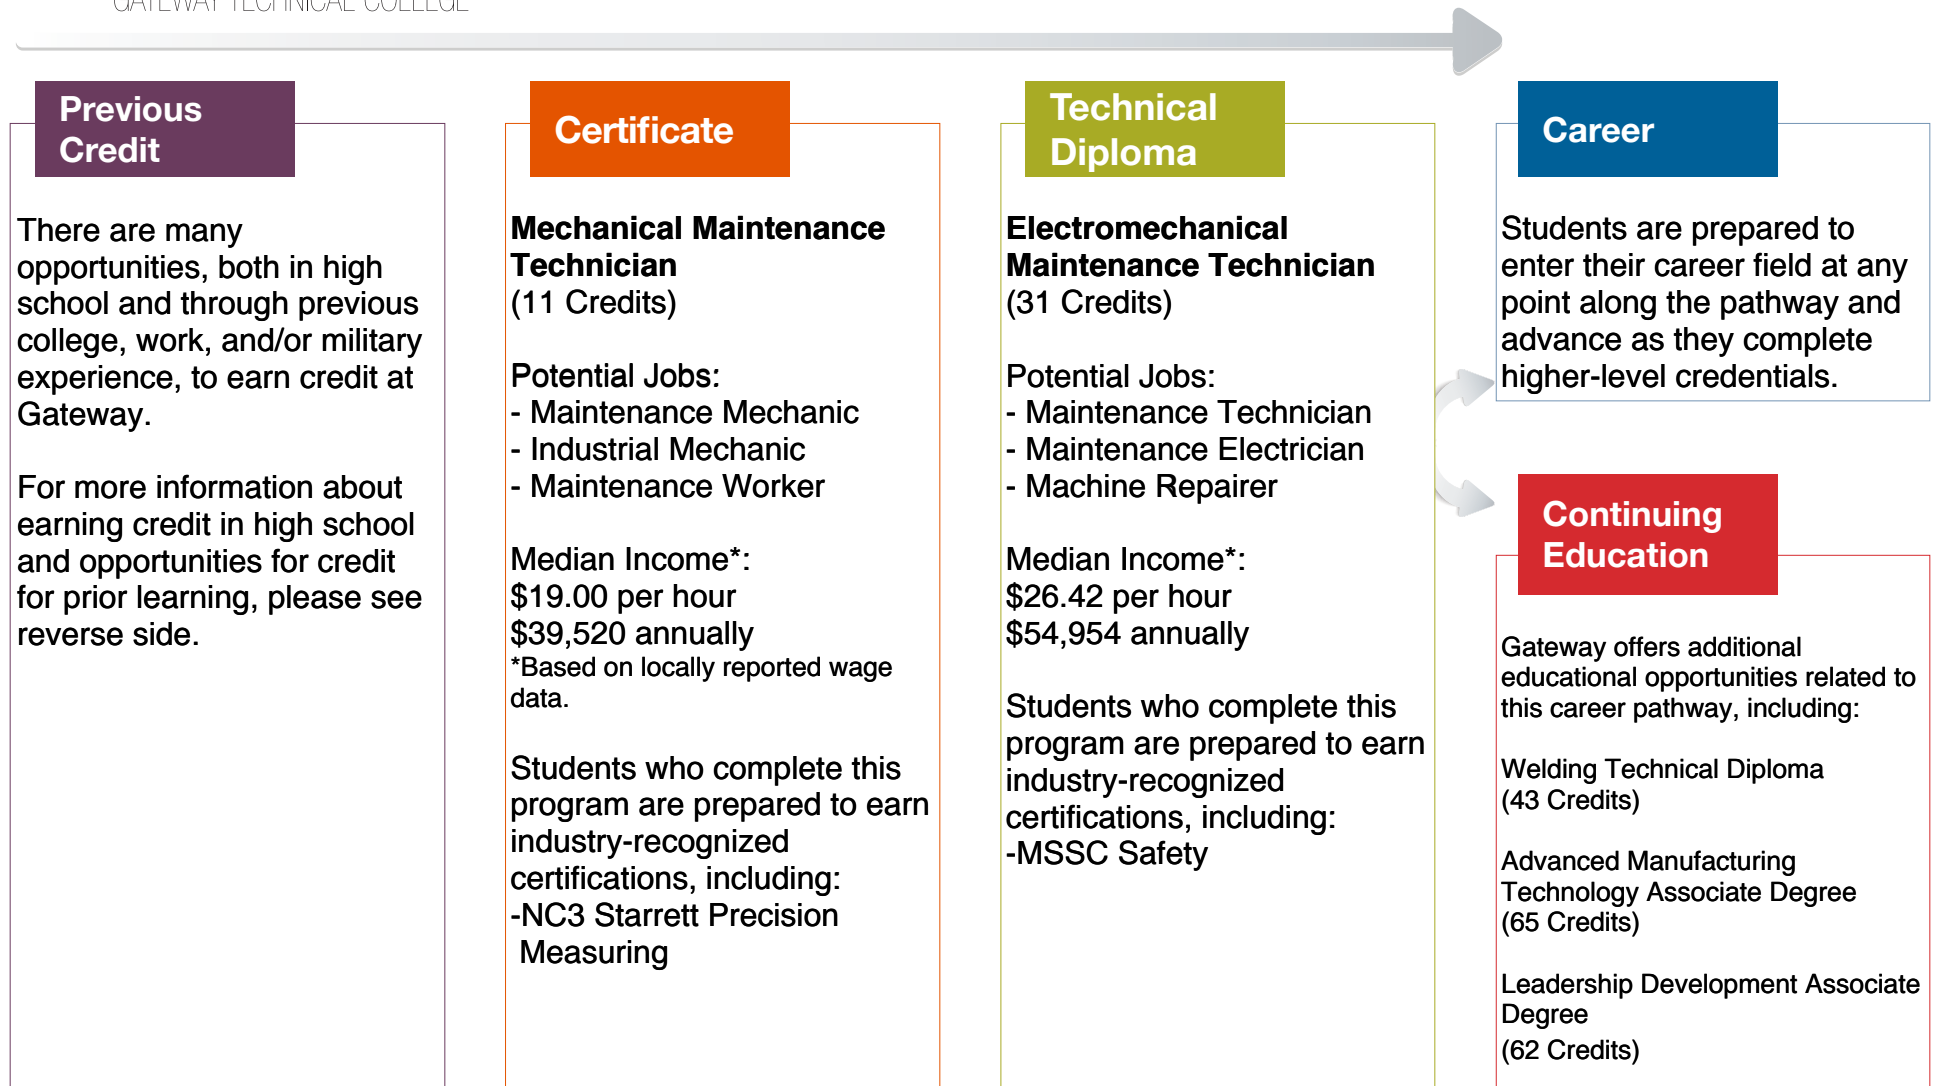 GATEWAY TECHNICAL COLLEGE
Previous
Credit
There are many
opportunities, both in high
school and through previous
college, work, and/or military
experience, to earn credit at
Gateway.
For more information about
earning credit in high school
and opportunities for credit
for prior learning, please see
reverse side.
Certificate
Mechanical Maintenance
Technician
(11 Credits)
Potential Jobs:
- Maintenance Mechanic
- Industrial Mechanic
- Maintenance Worker
Median Income*:
$19.00 per hour
$39,520 annually
*Based on locally reported wage
data.
Students who complete this
program are prepared to earn
industry-recognized
certifications, including:
-NC3 Starrett Precision
Measuring
Technical
Diploma
Electromechanical
Maintenance Technician
(31 Credits)
Potential Jobs:
- Maintenance Technician
- Maintenance Electrician
- Machine Repairer
Median Income*:
$26.42 per hour
$54,954 annually
Students who complete this
program are prepared to earn
industry-recognized
certifications, including:
-MSSC Safety
Career
Students are prepared to
enter their career field at any
point along the pathway and
advance as they complete
higher-level credentials.
Continuing
Education
Gateway offers additional
educational opportunities related to
this career pathway, including:
Welding Technical Diploma
(43 Credits)
Advanced Manufacturing
Technology Associate Degree
(65 Credits)
Leadership Development Associate
Degree
(62 Credits)